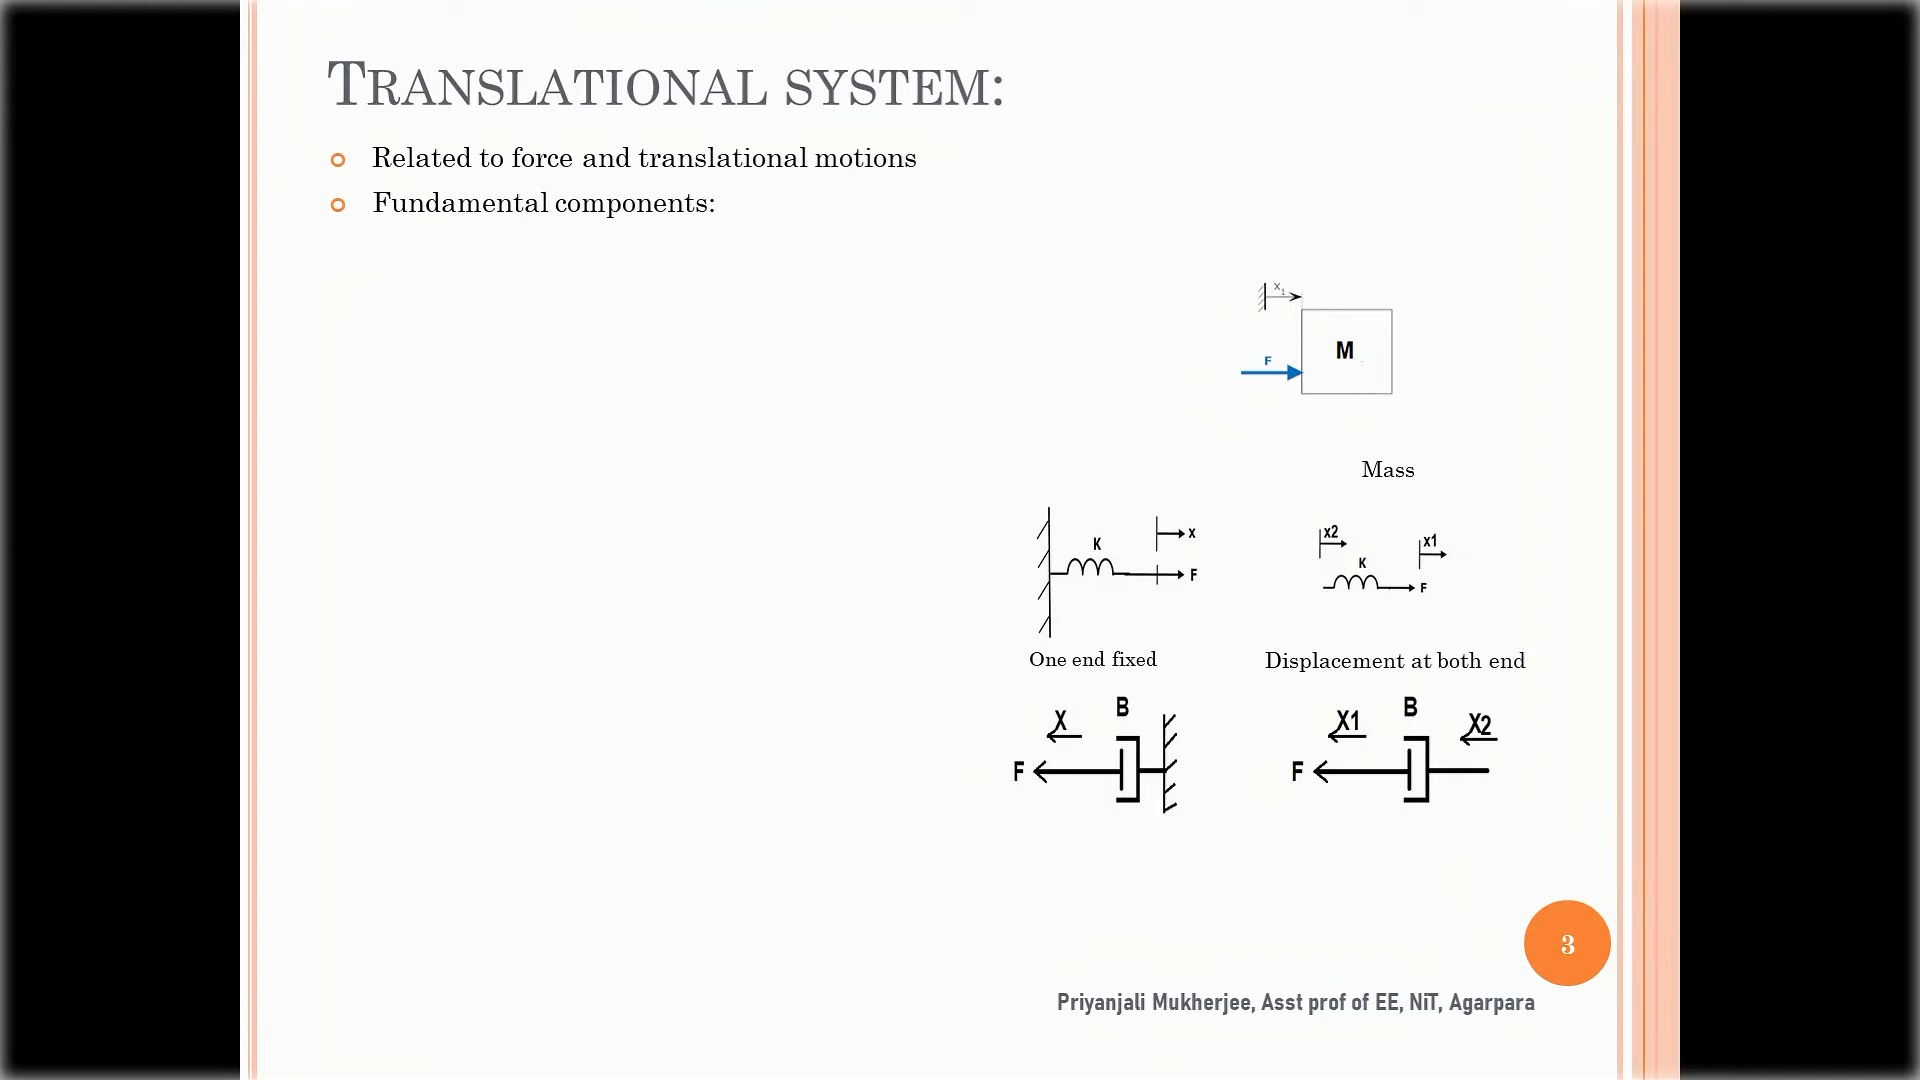 TRANSLATIONAL SYSTEM:
Related to force and translational motions
Fundamental components:
X1
F
M
Mass
K
x
F
x2
x1
K
F
One end fixed
Displacement at both end
X
B
F
X1
B
X2
F
3
Priyanjali Mukherjee, Asst prof of EE, NiT, Agarpara